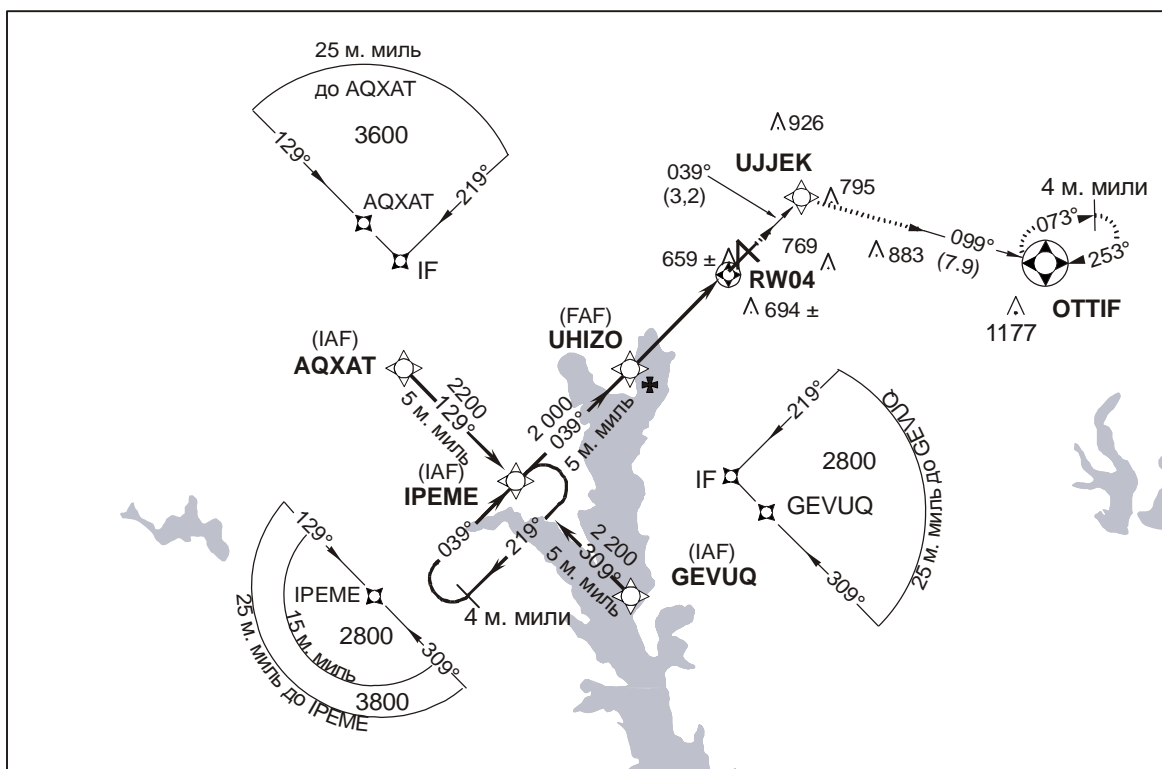 25 м. миль
до AQXAT
3600
129°
219°
AQXAT
IF
926
UJJEK
039°
(3,2)
795
4 м. мили
073°
253°
659 ±
769
883
099°
(7.9)
RW04
694 ±
1177
OTTIF
(FAF)
UHIZO
(IAF)
AQXAT
2200
129°
5 м. миль
2 000
039°
5 м. миль
219°
2800
IF
GEVUQ
309°
25 м. миль до GEVUQ
(IAF)
IPEME
039°
219°
4 м. мили
2 200
309°
5 м. миль
(IAF)
GEVUQ
129°
IPEME
2800
309°
15 м. миль
3800
25 м. миль до IPEME